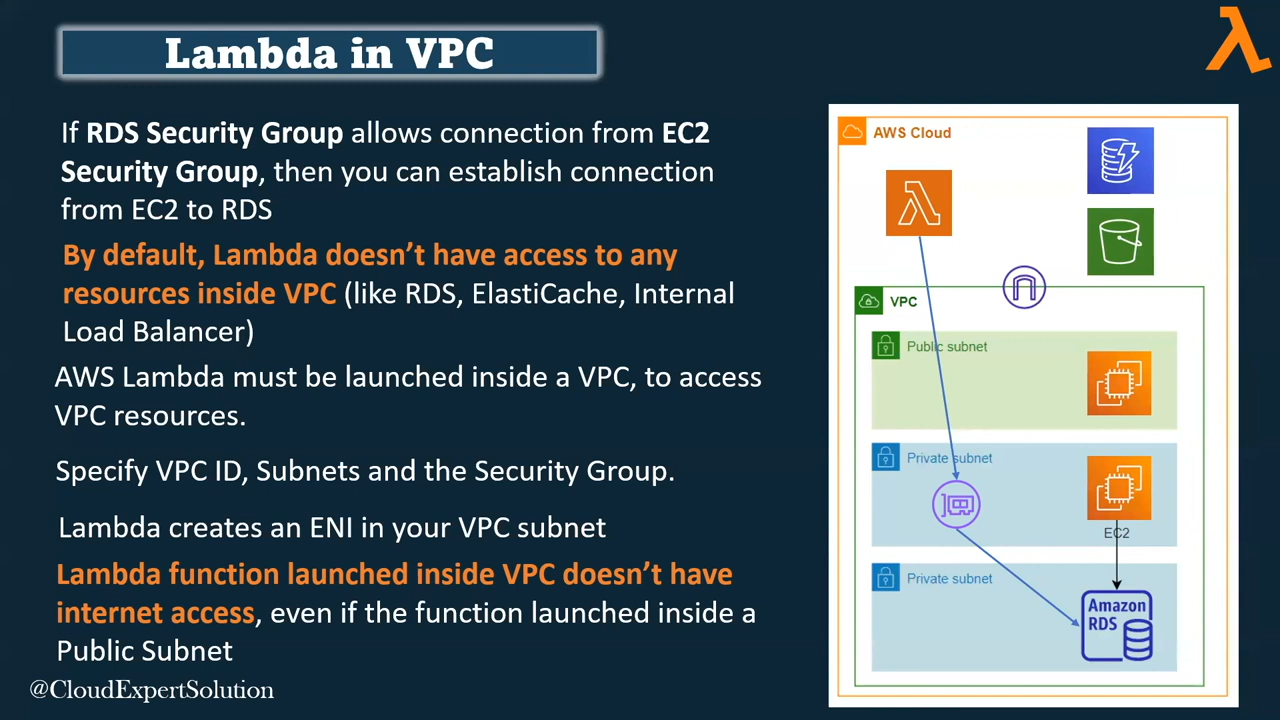 Lambda in VPC
If RDS Security Group allows connection from EC2
Security Group, then you can establish connection
from EC2 to RDS
By default, Lambda doesn’t have access to any
resources inside VPC (like RDS, ElastiCache, Internal
Load Balancer)
AWS Lambda must be launched inside a VPC, to access
VPC resources.
Specify VPC ID, Subnets and the Security Group.
Lambda creates an ENI in your VPC subnet
Lambda function launched inside VPC doesn’t have
internet access, even if the function launched inside a
Public Subnet
@CloudExpertSolution
AWS Cloud
VPC
Public subnet
Private subnet
EC2
Private subnet
Amazon
RDS